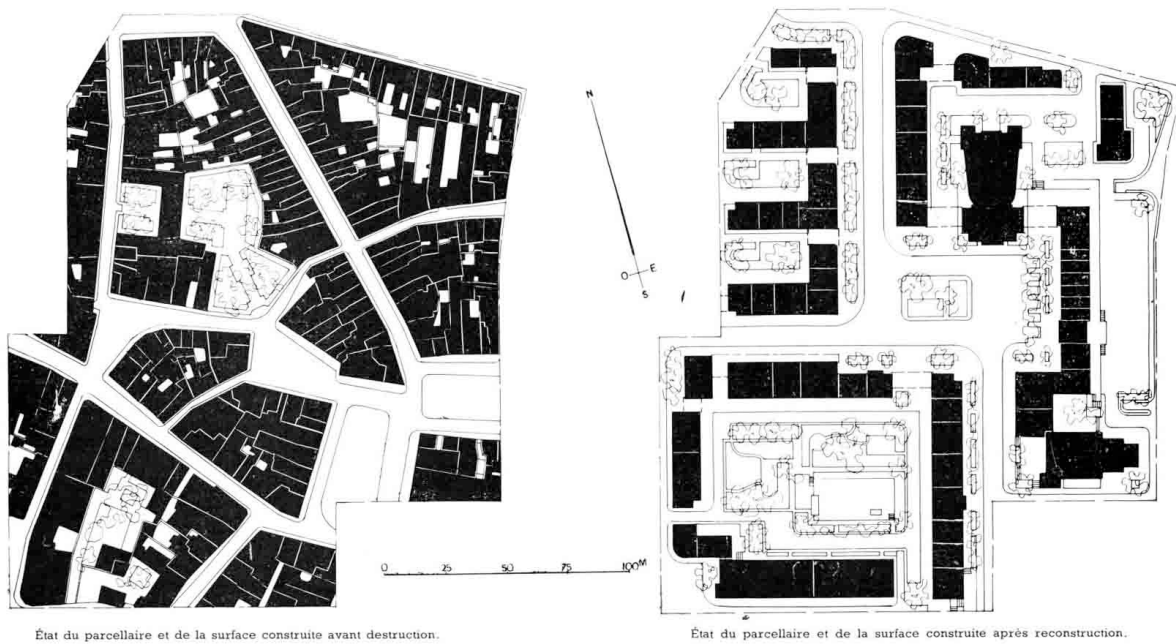 N
O E
S
0 25 50 75 100M
État du parcellaire et de la surface construite avant destruction.
État du parcellaire et de la surface construite après reconstruction.